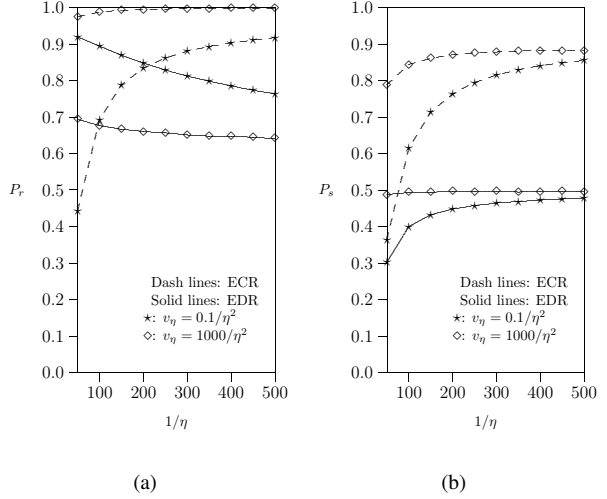 1.0
0.9
0.8
0.7
0.6
0.5
0.4
0.3
0.2
0.1
0.0
P_r
Dash lines: ECR
Solid lines: EDR
★: v_η = 0.1/η²
◇: v_η = 1000/η²
100 200 300 400 500
1/η
(a)
1.0
0.9
0.8
0.7
0.6
0.5
0.4
0.3
0.2
0.1
0.0
P_s
Dash lines: ECR
Solid lines: EDR
★: v_η = 0.1/η²
◇: v_η = 1000/η²
100 200 300 400 500
1/η
(b)